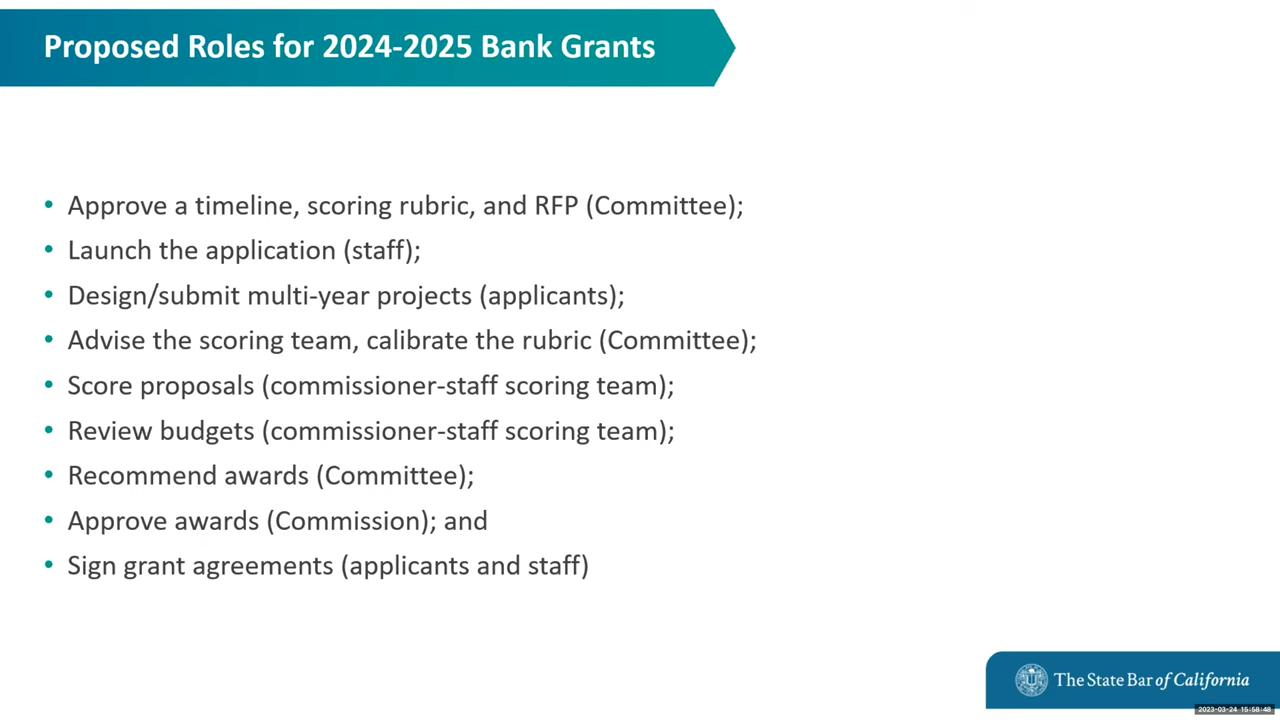 Proposed Roles for 2024-2025 Bank Grants
• Approve a timeline, scoring rubric, and RFP (Committee);
• Launch the application (staff);
• Design/submit multi-year projects (applicants);
• Advise the scoring team, calibrate the rubric (Committee);
• Score proposals (commissioner-staff scoring team);
• Review budgets (commissioner-staff scoring team);
• Recommend awards (Committee);
• Approve awards (Commission); and
• Sign grant agreements (applicants and staff)
The State Bar of California
2023-03-24 15:58:48